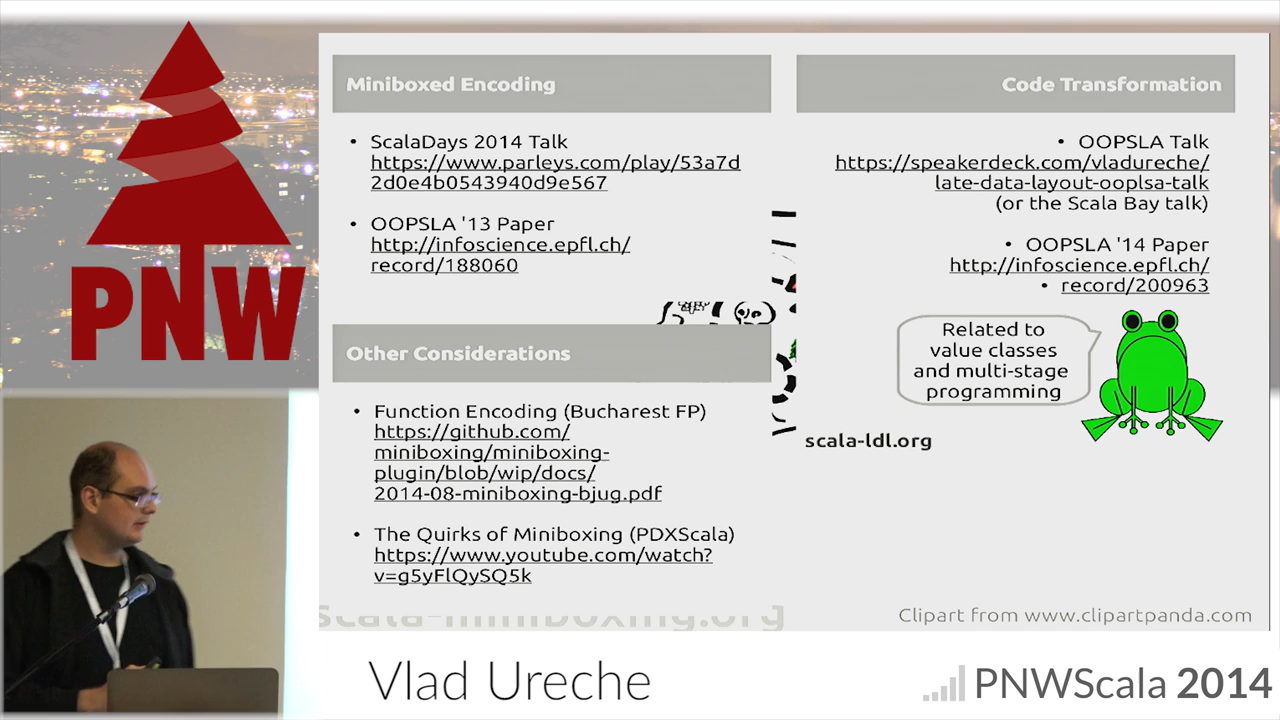 PNW
Miniboxed Encoding
• ScalaDays 2014 Talk
https://www.parleys.com/play/53a7d
2d0e4b0543940d9e567
• OOPSLA '13 Paper
http://infoscience.epfl.ch/
record/188060
Other Considerations
• Function Encoding (Bucharest FP)
https://github.com/
miniboxing/miniboxing-
plugin/blob/wip/docs/
2014-08-miniboxing-bjug.pdf
• The Quirks of Miniboxing (PDXScala)
https://www.youtube.com/watch?
v=g5yFlQySQ5k
scala-miniboxing.org
Code Transformation
• OOPSLA Talk
https://speakerdeck.com/vladureche/
late-data-layout-ooplsa-talk
(or the Scala Bay talk)
• OOPSLA '14 Paper
http://infoscience.epfl.ch/
• record/200963
Related to
value classes
and multi-stage
programming
scala-ldl.org
Clipart from www.clipartpanda.com
Vlad Ureche
PNWScala 2014